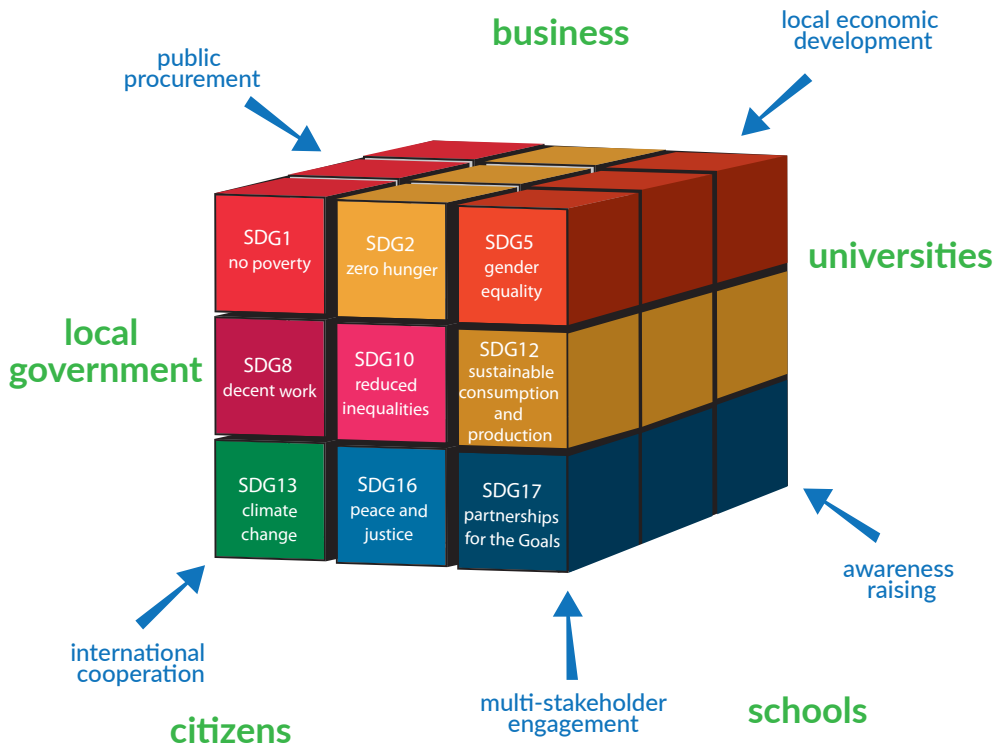 business
local economic
development
public
procurement
universities
local
government
SDG1
no poverty
SDG2
zero hunger
SDG5
gender
equality
SDG8
decent work
SDG10
reduced
inequalities
SDG12
sustainable
consumption
and
production
SDG13
climate
change
SDG16
peace and
justice
SDG17
partnerships
for the Goals
awareness
raising
international
cooperation
multi-stakeholder
engagement
schools
citizens